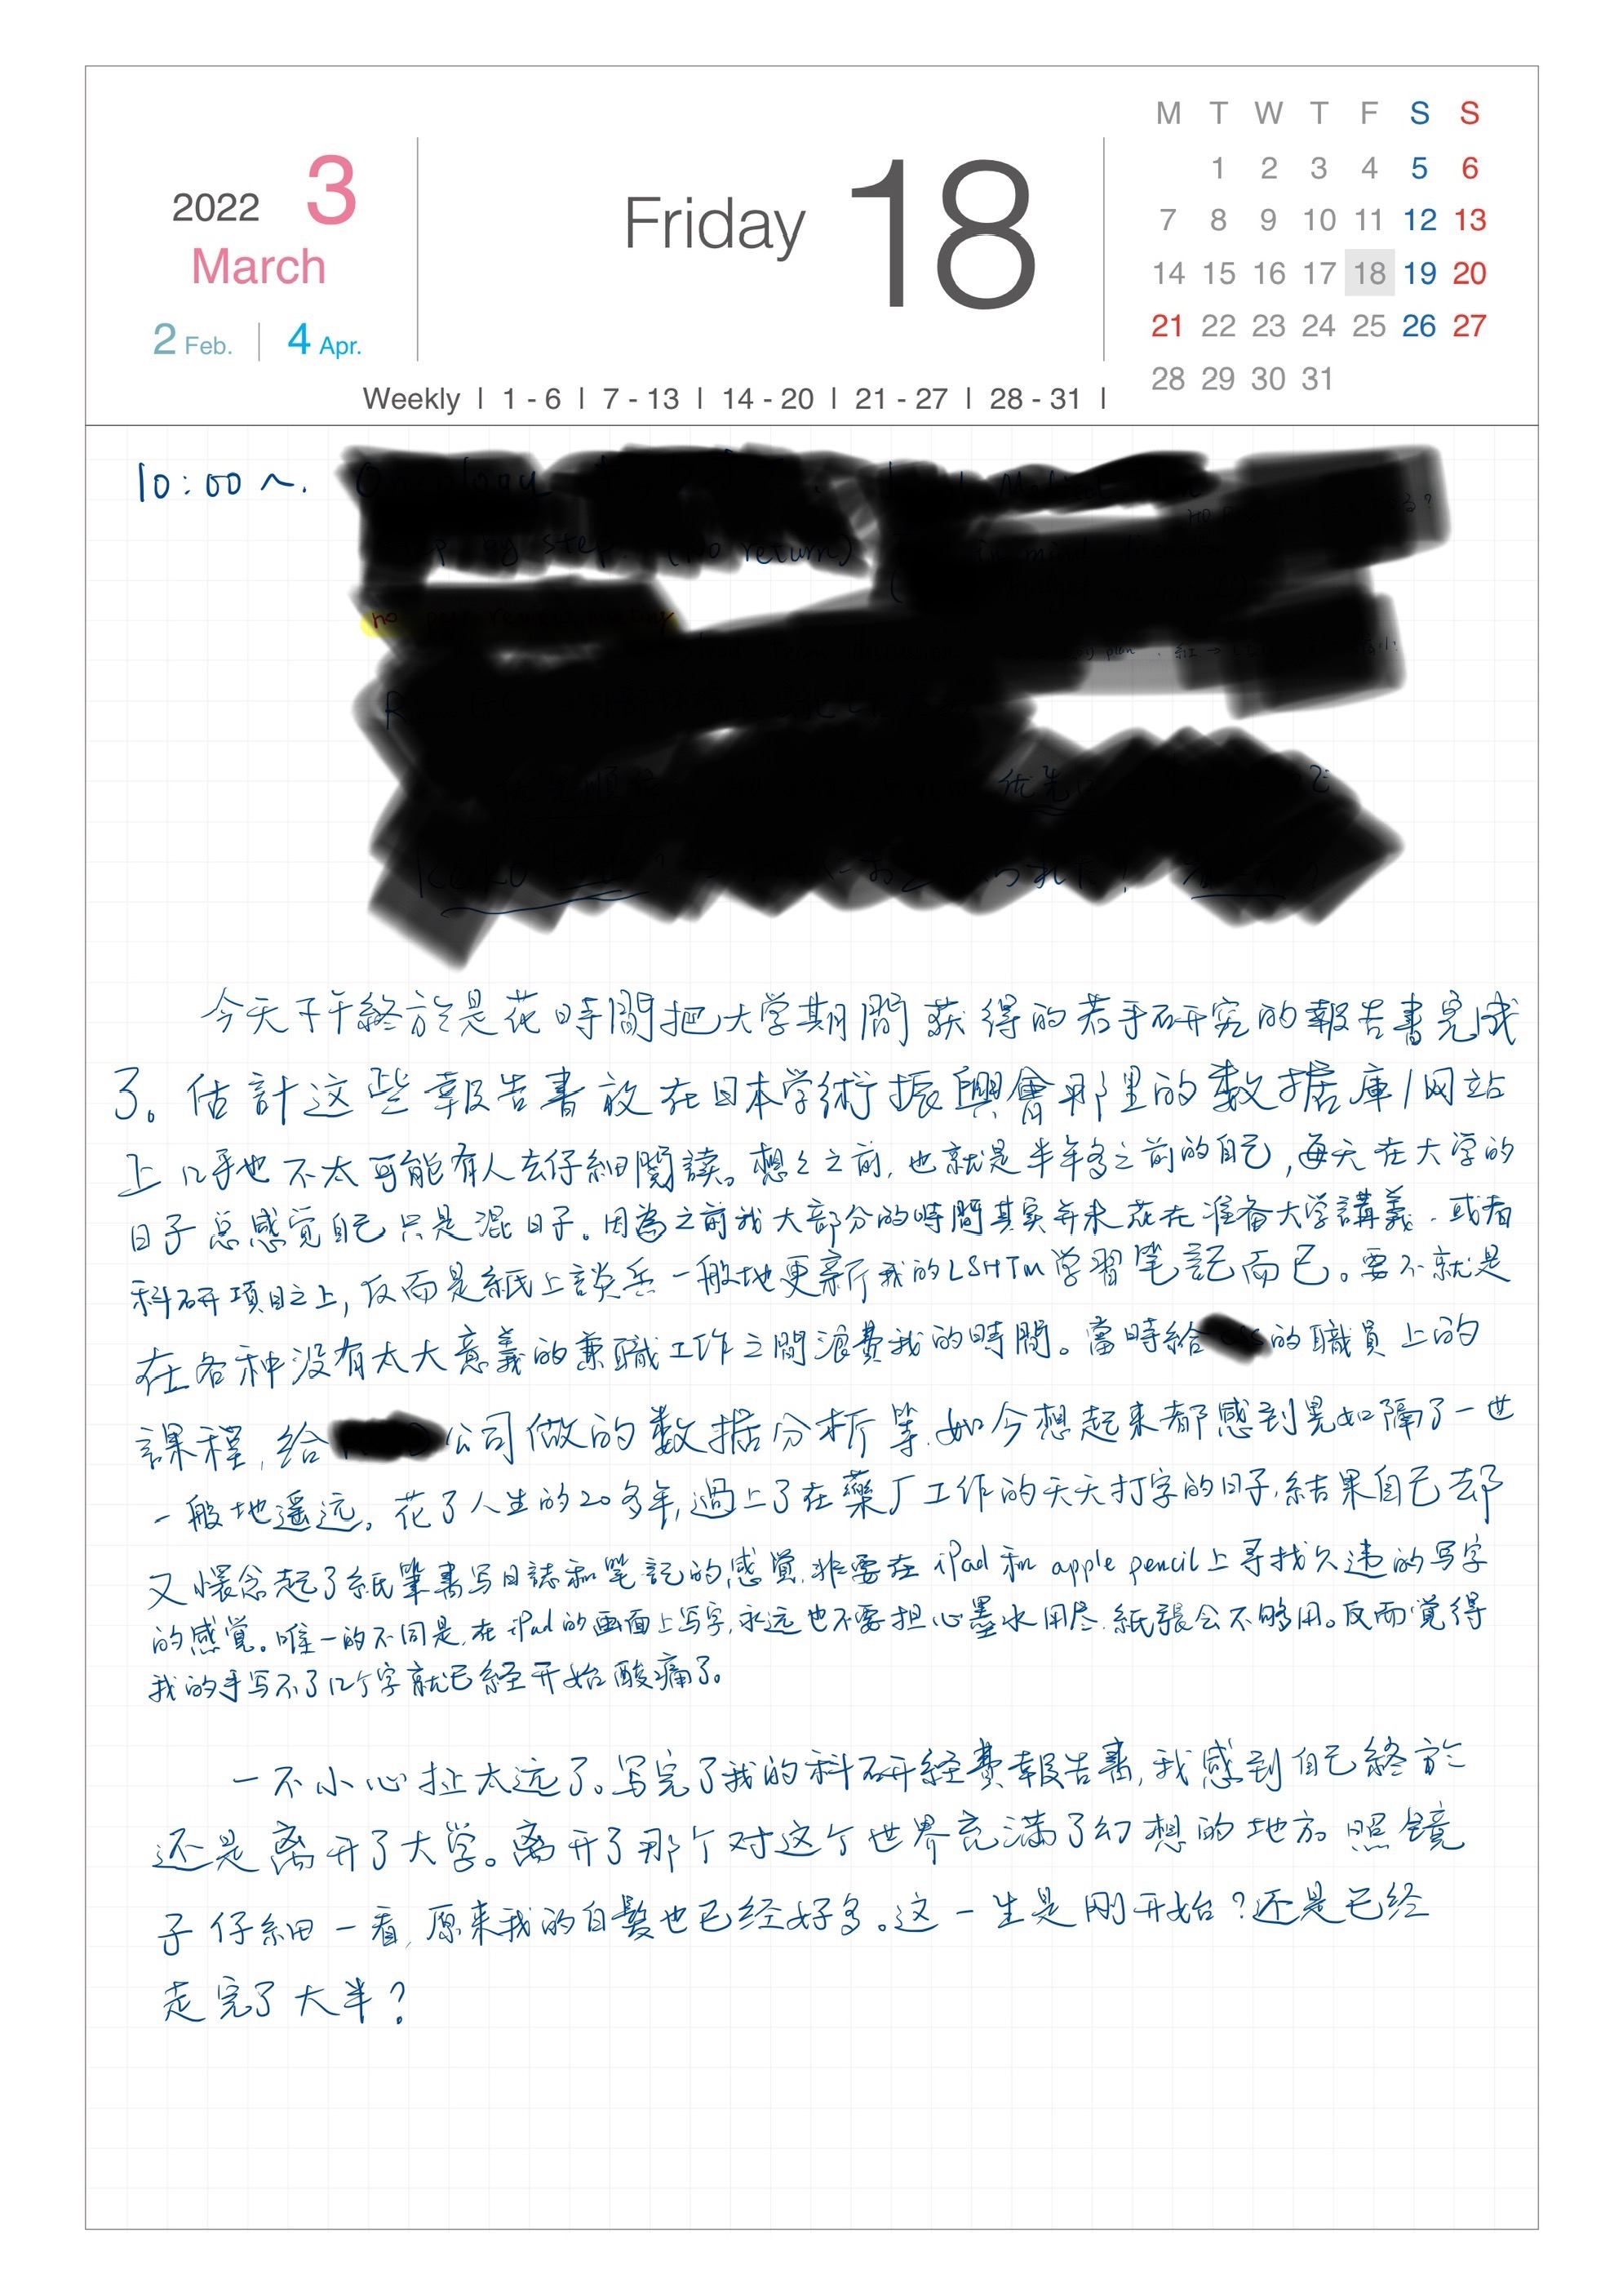 M T W T F S S
1 2 3 4 5 6
7 8 9 10 11 12 13
14 15 16 17 18 19 20
21 22 23 24 25 26 27
28 29 30 31
2022 3
March
2 Feb. 4 Apr.
Friday 18
Weekly | 1 - 6 | 7 - 13 | 14 - 20 | 21 - 27 | 28 - 31 |
10:00～.
今天下午終於是花時間把大学期間获得的若手研究的報告書完成
了。估計这些報告書放在日本学術振興會那里的数据庫/网站
上几乎也不太可能有人去仔細閱讀。想々之前,也就是半年多之前的自己,每天在大学的
日子总感觉自己只是混日子。因為之前我大部分的時間其实并未花在准备大学講義、或者
科研項目之上,反而是紙上談兵一般地更新我的LSHTM学習笔記而已。要不就是
在各种没有太大意義的兼職工作之間浪費我的時間。當時給 的職員上的
課程,给 公司做的数据分析等,如今想起来都感到晃如隔了一世
一般地遥远。花了人生的20多年,過上了在藥厂工作的天天打字的日子,結果自己却
又懷念起了紙筆書写日誌和笔記的感觉,非要在iPad和apple pencil上寻找久违的写字
的感觉。唯一的不同是,在iPad的画面上写字,永远也不要担心墨水用尽,紙張会不够用。反而覚得
我的手写不了几个字就已経开始酸痛了。
一不小心扯太远了。写完了我的科研経費報告書,我感到自己終於
还是离开了大学。离开了那个对这个世界充满了幻想的地方。照鏡
子仔細一看,原来我的白髮也已经好多。这一生是刚开始?还是已经
走完了大半?